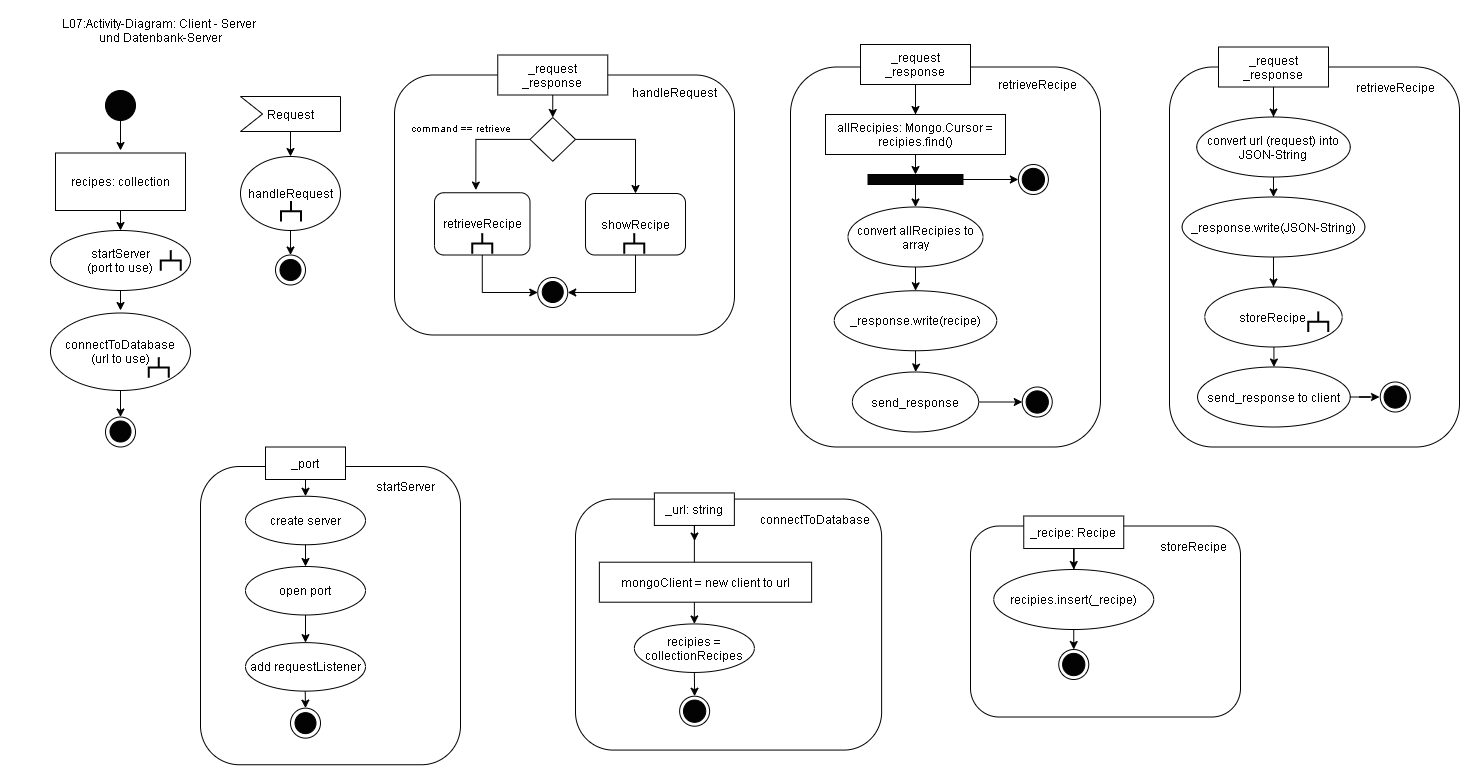 L07:Activity-Diagram: Client - Server
und Datenbank-Server
recipes: collection
startServer
(port to use)
connectToDatabase
(url to use)
Request
handleRequest
_request
_response
handleRequest
command == retrieve
retrieveRecipe
showRecipe
_request
_response
retrieveRecipe
allRecipies: Mongo.Cursor =
recipies.find()
convert allRecipies to
array
_response.write(recipe)
send_response
_request
_response
retrieveRecipe
convert url (request) into
JSON-String
_response.write(JSON-String)
storeRecipe
send_response to client
_port
startServer
create server
open port
add requestListener
_url: string
connectToDatabase
mongoClient = new client to url
recipies =
collectionRecipes
_recipe: Recipe
storeRecipe
recipies.insert(_recipe)